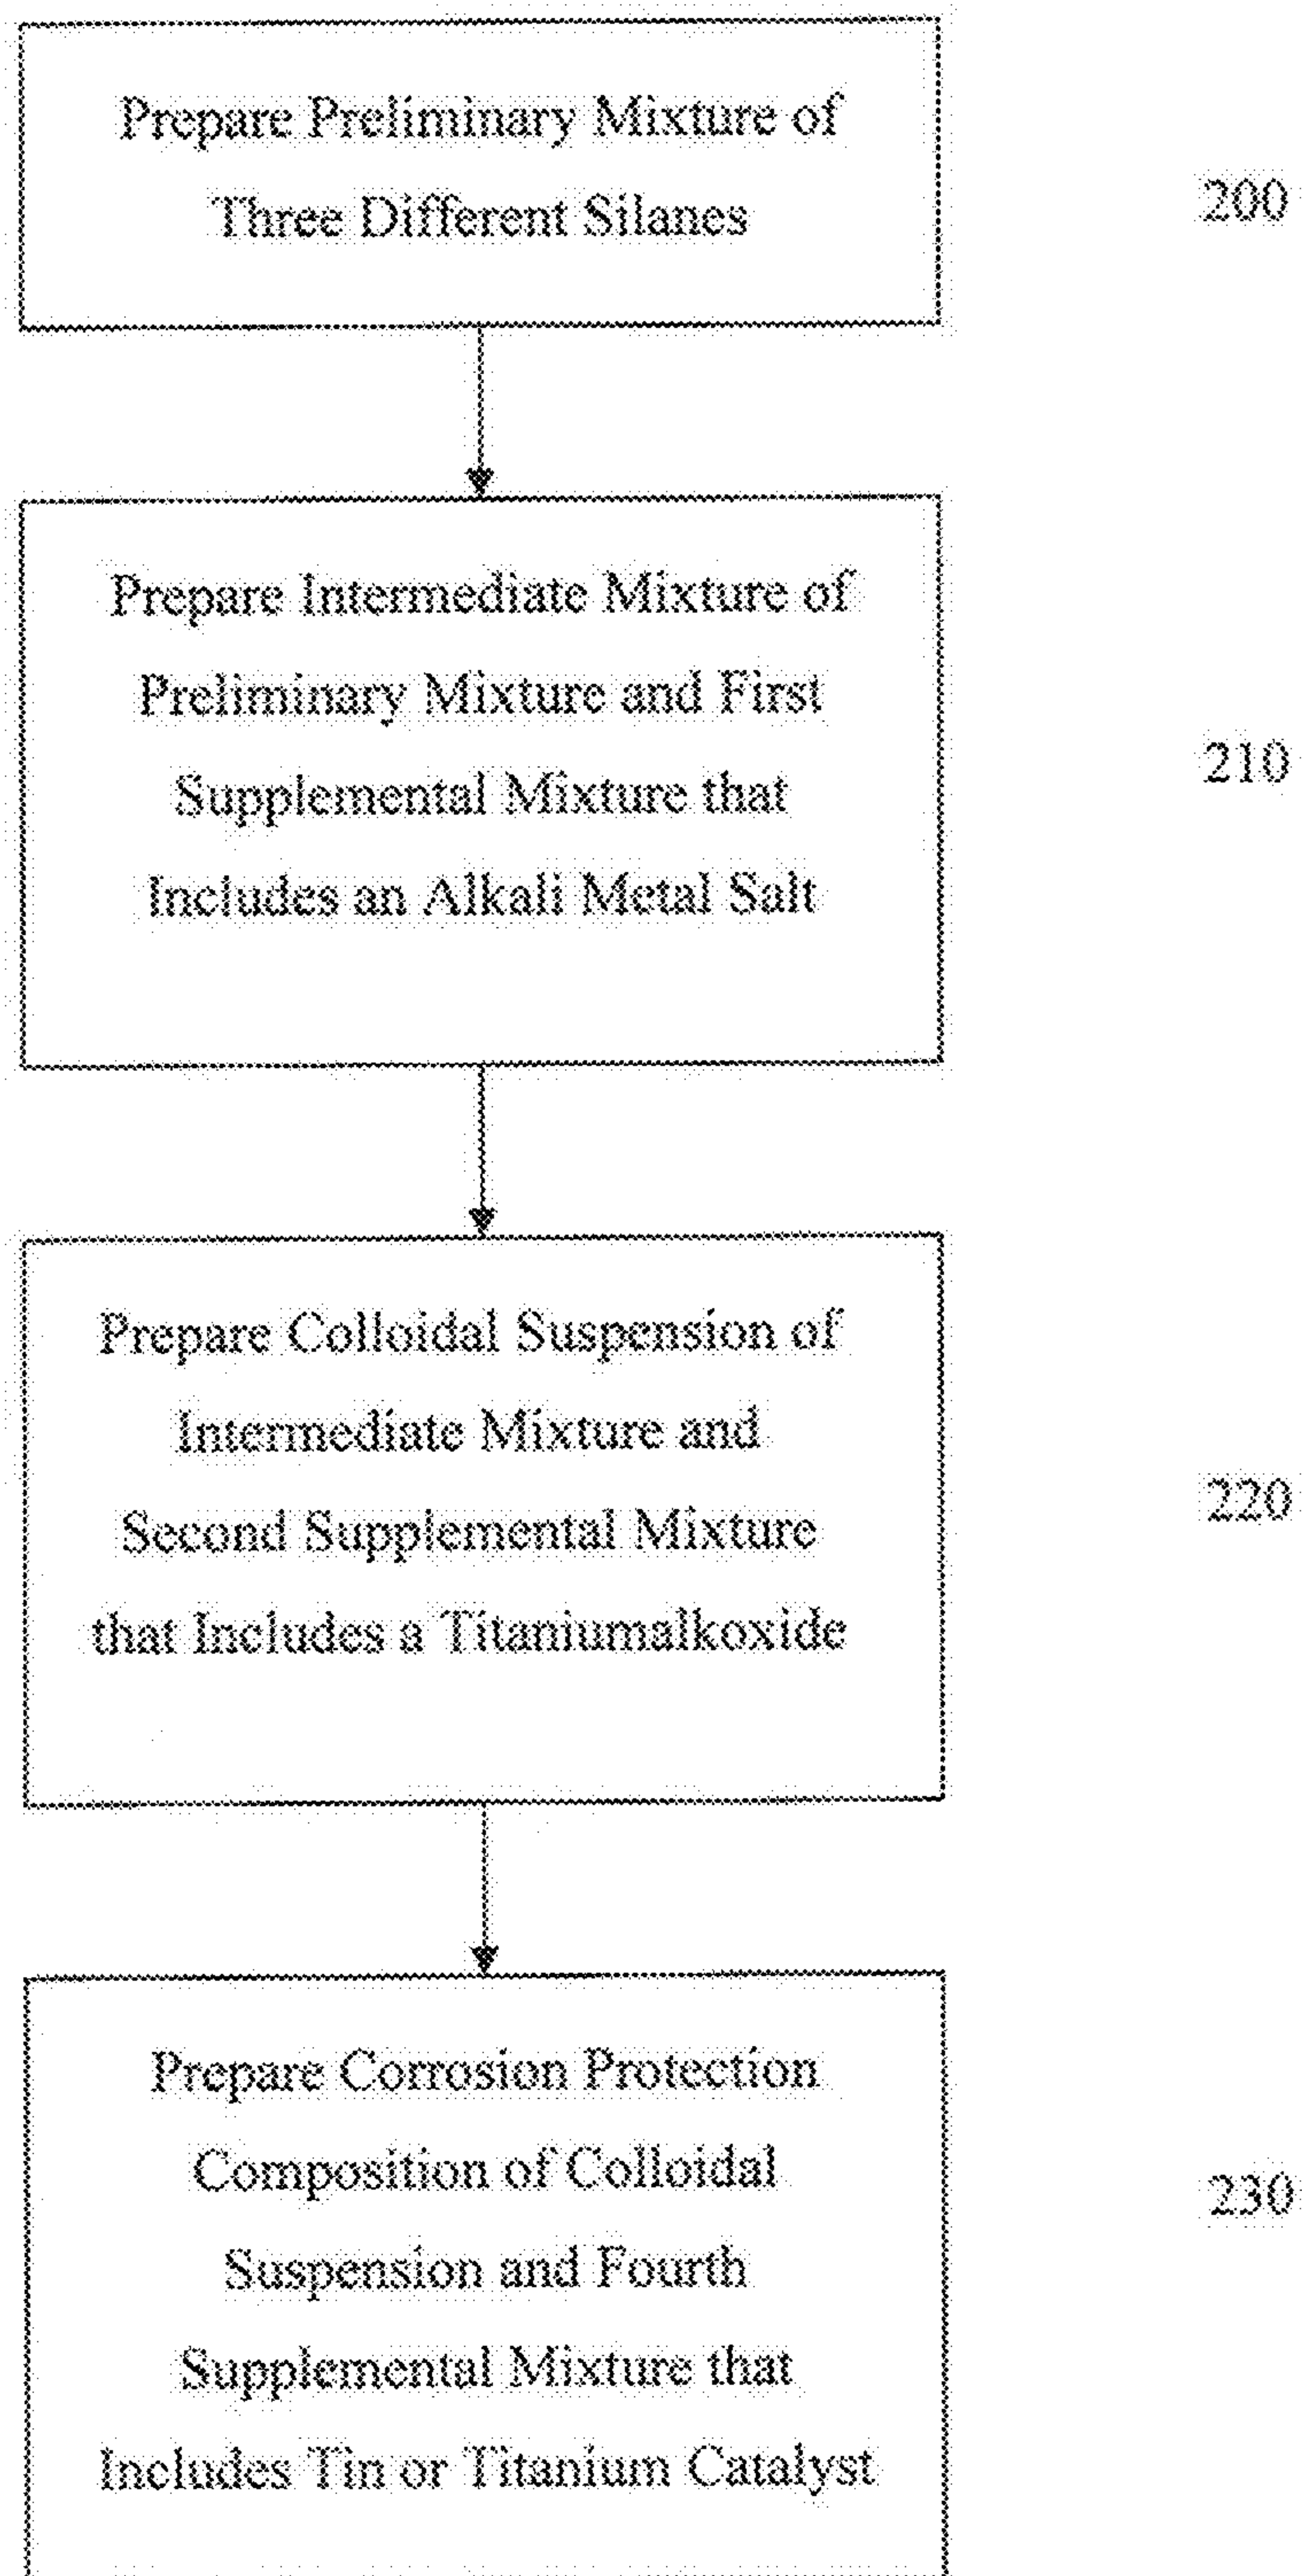 Prepare Preliminary Mixture of
Three Different Silanes
200
Prepare Intermediate Mixture of
Preliminary Mixture and First
Supplemental Mixture that
Includes an Alkali Metal Salt
210
Prepare Colloidal Suspension of
Intermediate Mixture and
Second Supplemental Mixture
that Includes a Titaniumalkoxide
220
Prepare Corrosion Protection
Composition of Colloidal
Suspension and Fourth
Supplemental Mixture that
Includes Tin or Titanium Catalyst
230